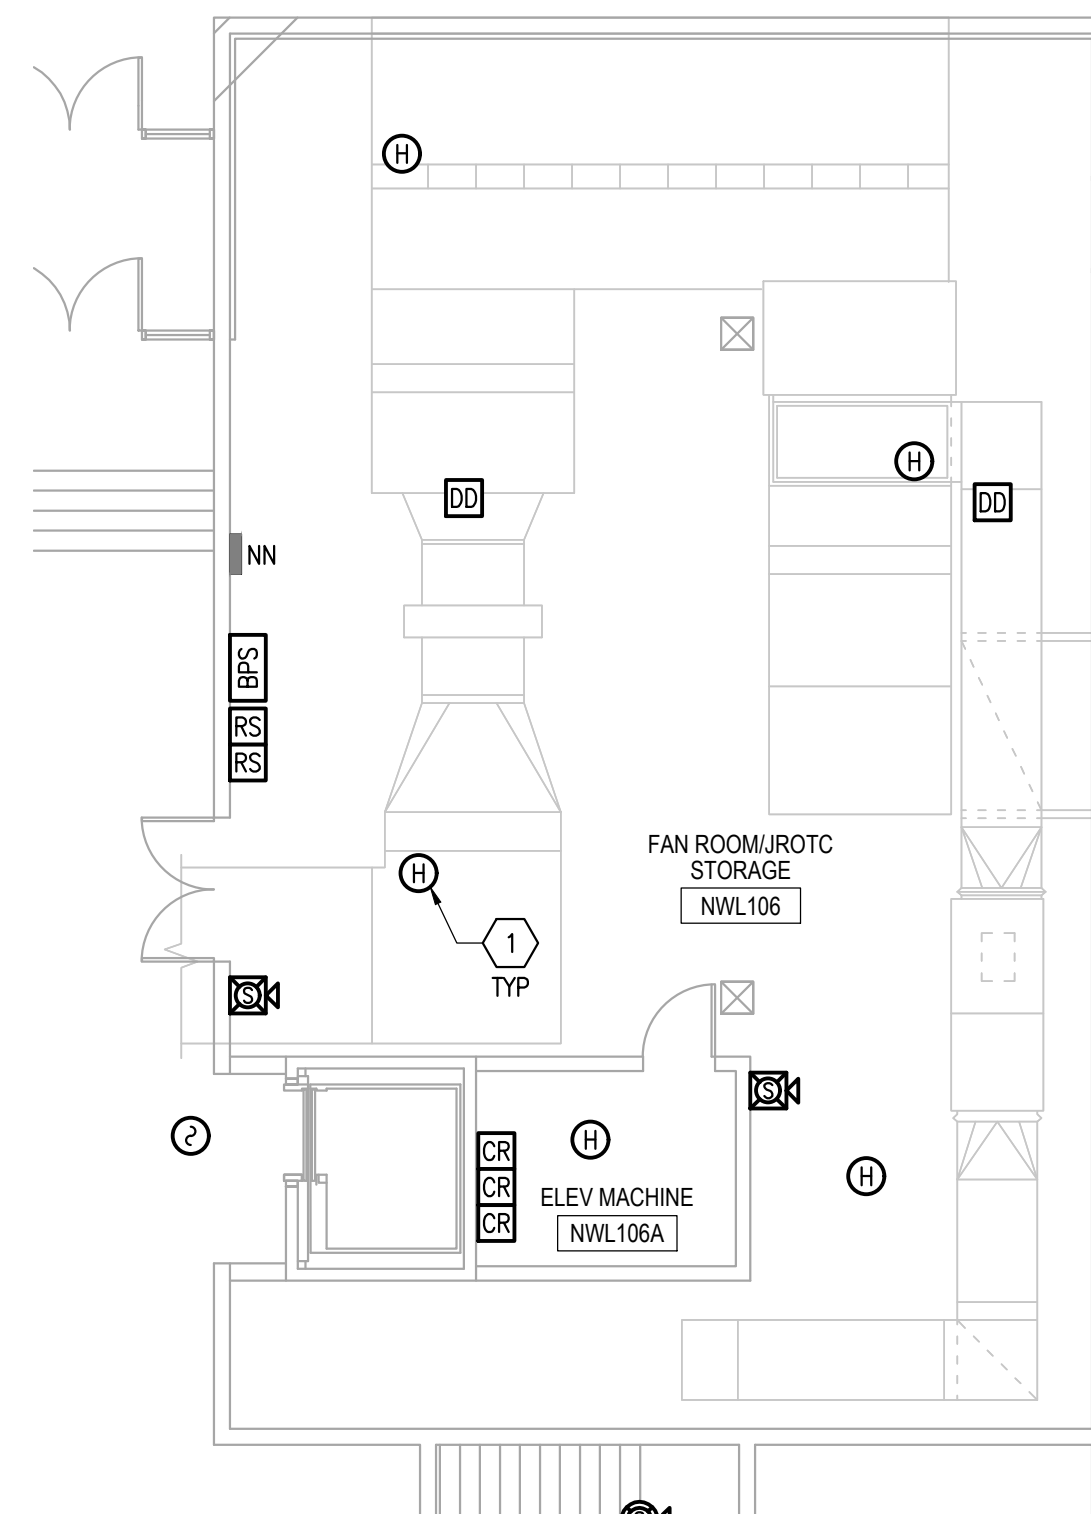 H
H
DD
DD
NN
BPS
RS
RS
FAN ROOM/JROTC
STORAGE
NWL106
H
1
TYP
S
S
H
CR
CR
CR
ELEV MACHINE
NWL106A
H